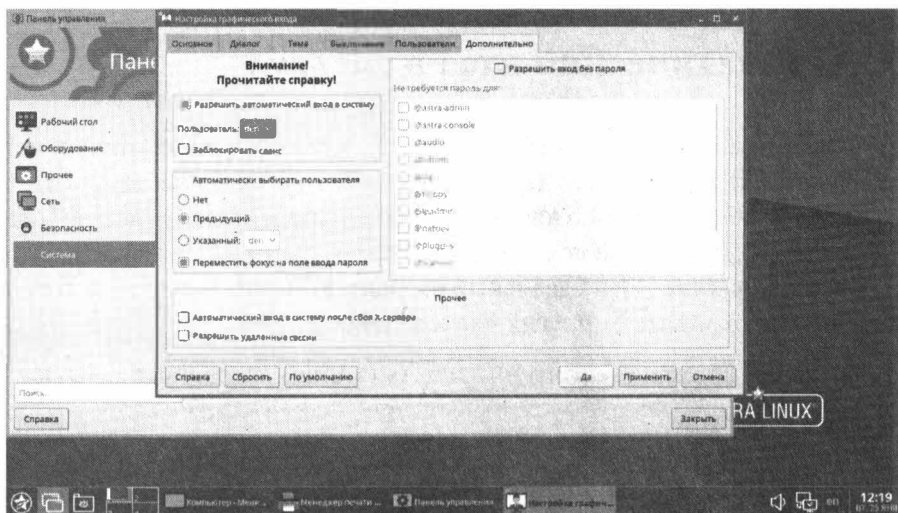 Панель управления
Настройка графического входа
Пане
Основное Диалог Тема Выключение Пользователи Дополнительно
Внимание!
Прочитайте справку!
Разрешить автоматический вход в систему
Пользователь:
Заблокировать сеанс
Автоматически выбирать пользователя
Нет
Предыдущий
Указанный:
Переместить фокус на поле ввода пароля
Разрешить вход без пароля
Не требуется пароль для:
@astra-admin
@astra-console
@audio
Прочее
Автоматический вход в систему после сбоя X-сервера
Разрешить удаленные сессии
Справка Сбросить По умолчанию Да Применить Отмена
Рабочий стол
Оборудование
Прочее
Сеть
Безопасность
Система
Поиск
Справка Закрыть
RA LINUX
Компьютер - Менe... Менеджер печати ... Панель управления Настройка графич...
en 12:19